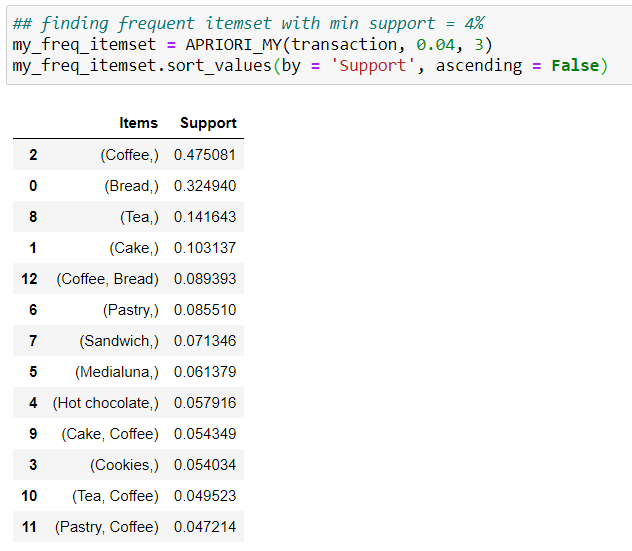 ## finding frequent itemset with min support = 4%
my_freq_itemset = APRIORI_MY(transaction, 0.04, 3)
my_freq_itemset.sort_values(by = 'Support', ascending = False)
Items Support
2 (Coffee,) 0.475081
0 (Bread,) 0.324940
8 (Tea,) 0.141643
1 (Cake,) 0.103137
12 (Coffee, Bread) 0.089393
6 (Pastry,) 0.085510
7 (Sandwich,) 0.071346
5 (Medialuna,) 0.061379
4 (Hot chocolate,) 0.057916
9 (Cake, Coffee) 0.054349
3 (Cookies,) 0.054034
10 (Tea, Coffee) 0.049523
11 (Pastry, Coffee) 0.047214